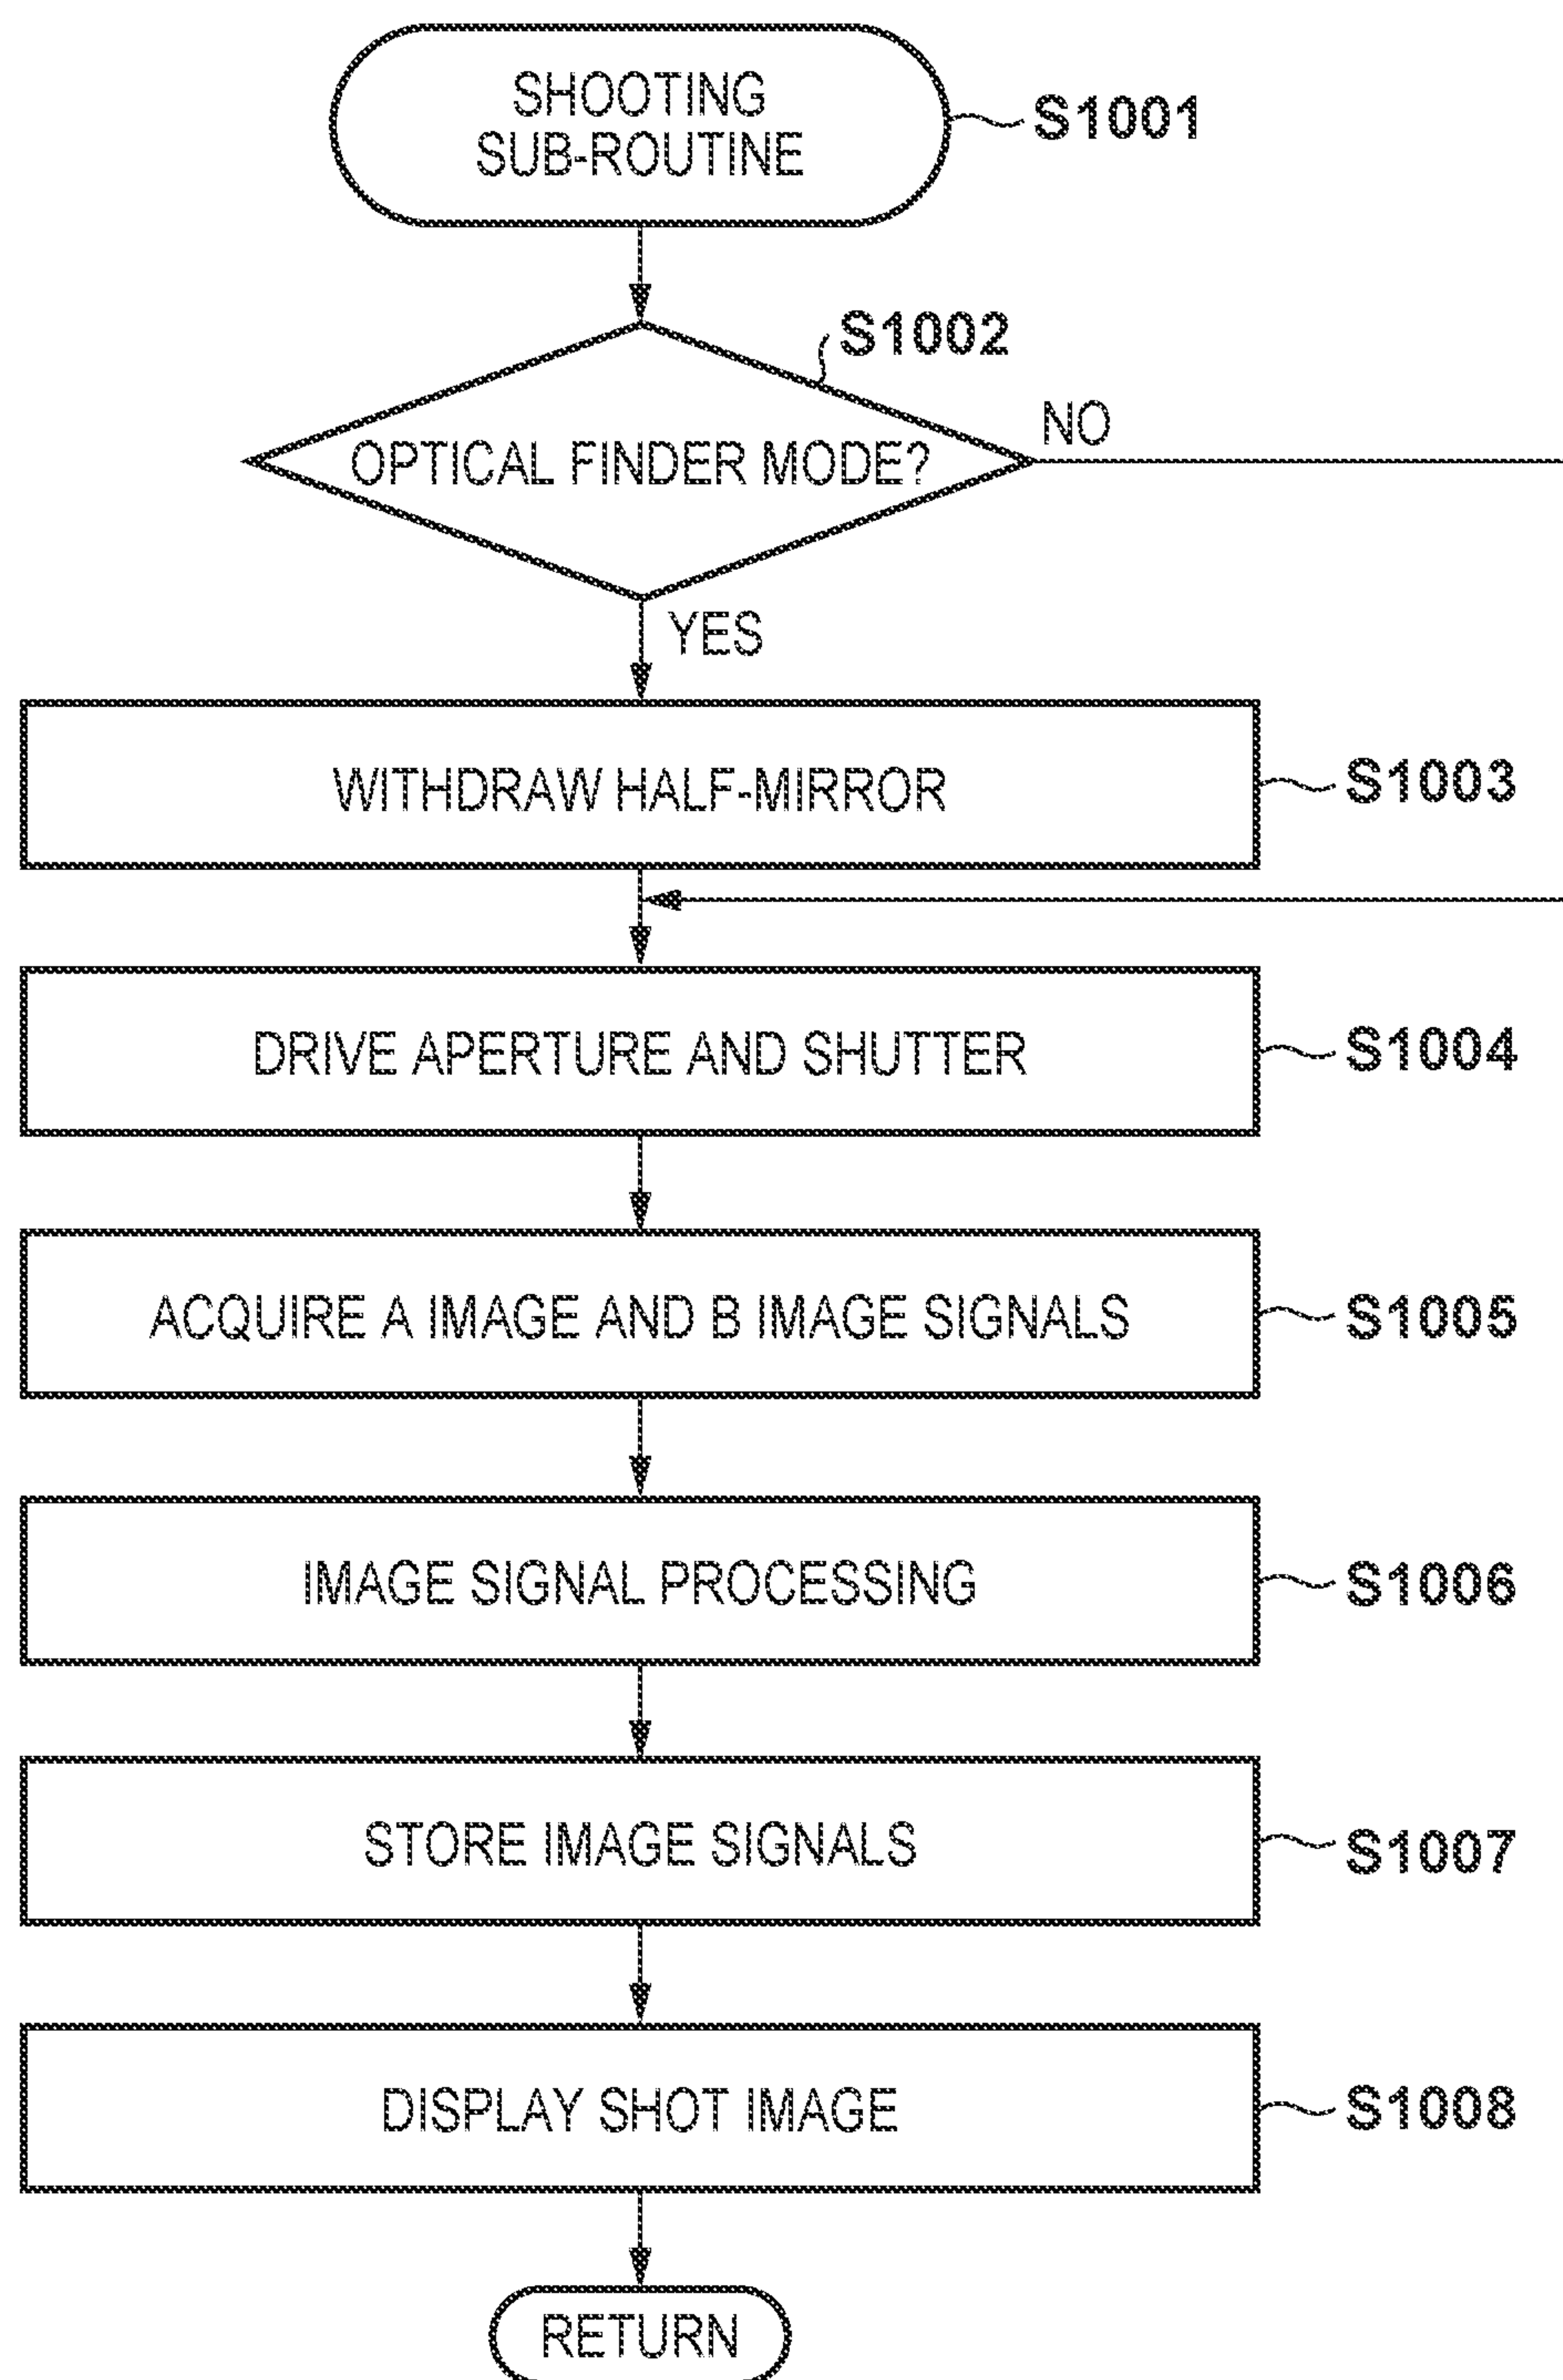 SHOOTING
SUB-ROUTINE
S1001
S1002
OPTICAL FINDER MODE?
NO
YES
WITHDRAW HALF-MIRROR
S1003
DRIVE APERTURE AND SHUTTER
S1004
ACQUIRE A IMAGE AND B IMAGE SIGNALS
S1005
IMAGE SIGNAL PROCESSING
S1006
STORE IMAGE SIGNALS
S1007
DISPLAY SHOT IMAGE
S1008
RETURN